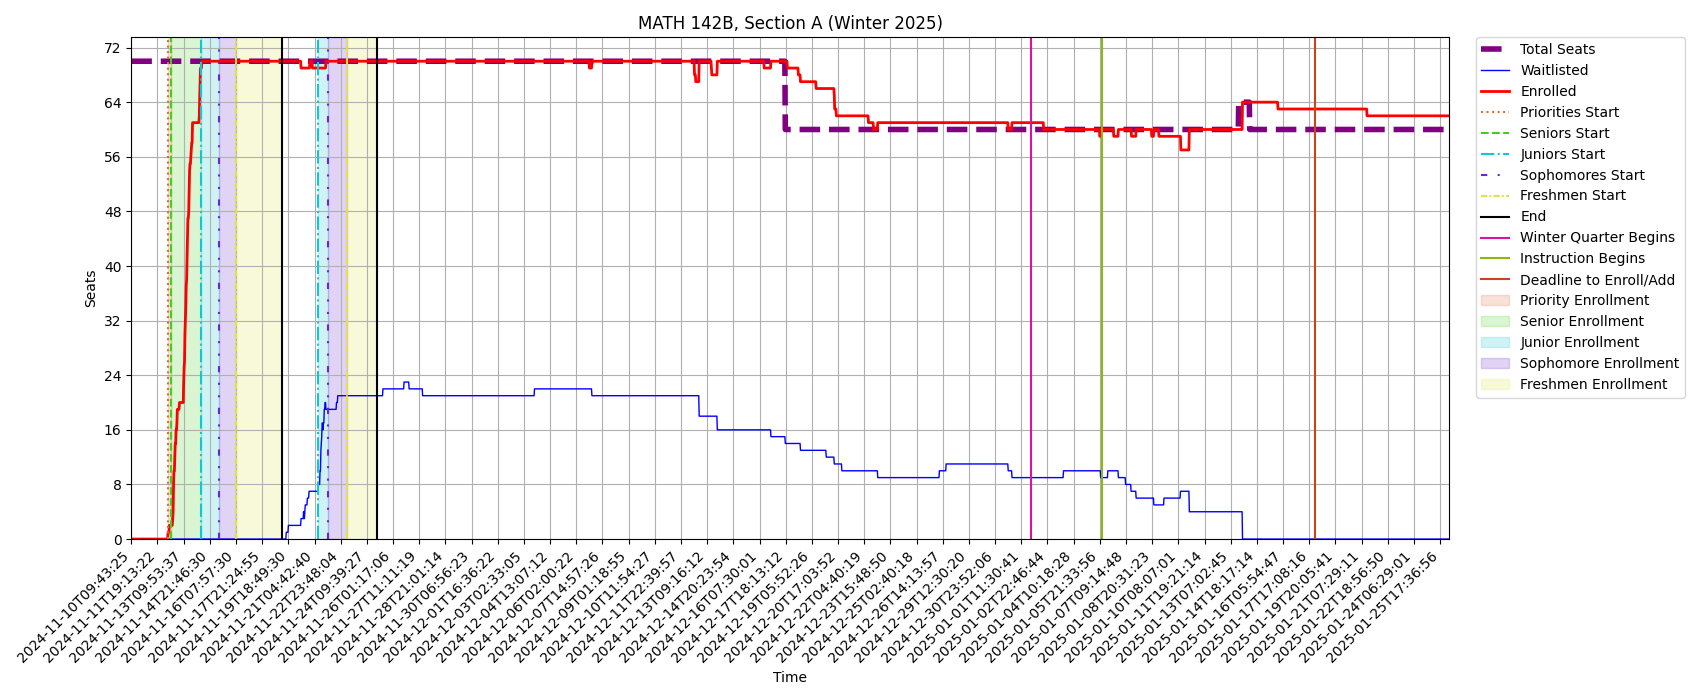 MATH 142B, Section A (Winter 2025)
Seats
72
64
56
48
40
32
24
16
8
0
2024-11-10T09:43:25
2024-11-11T19:13:22
2024-11-13T09:53:37
2024-11-14T21:46:30
2024-11-16T07:57:30
2024-11-17T21:24:55
2024-11-19T18:49:30
2024-11-21T04:42:40
2024-11-22T23:48:04
2024-11-24T09:39:27
2024-11-26T01:17:06
2024-11-27T11:11:19
2024-11-28T21:01:14
2024-11-30T06:56:23
2024-12-01T16:36:22
2024-12-03T02:33:05
2024-12-04T13:07:12
2024-12-06T02:00:22
2024-12-07T14:57:26
2024-12-09T01:18:55
2024-12-10T11:54:27
2024-12-11T22:39:57
2024-12-13T09:16:12
2024-12-14T20:23:54
2024-12-16T07:30:01
2024-12-17T18:13:12
2024-12-19T05:52:26
2024-12-20T17:03:52
2024-12-22T04:40:19
2024-12-23T15:48:50
2024-12-25T02:40:18
2024-12-26T14:13:57
2024-12-29T12:30:20
2024-12-30T23:52:06
2025-01-01T11:30:41
2025-01-02T22:46:44
2025-01-04T10:18:28
2025-01-05T21:33:56
2025-01-07T09:14:48
2025-01-08T20:31:23
2025-01-10T08:07:01
2025-01-11T19:21:14
2025-01-13T07:02:45
2025-01-14T18:17:14
2025-01-16T05:54:47
2025-01-17T17:08:16
2025-01-19T20:05:41
2025-01-21T07:29:11
2025-01-22T18:56:50
2025-01-24T06:29:01
2025-01-25T17:36:56
Time
Total Seats
Waitlisted
Enrolled
Priorities Start
Seniors Start
Juniors Start
Sophomores Start
Freshmen Start
End
Winter Quarter Begins
Instruction Begins
Deadline to Enroll/Add
Priority Enrollment
Senior Enrollment
Junior Enrollment
Sophomore Enrollment
Freshmen Enrollment